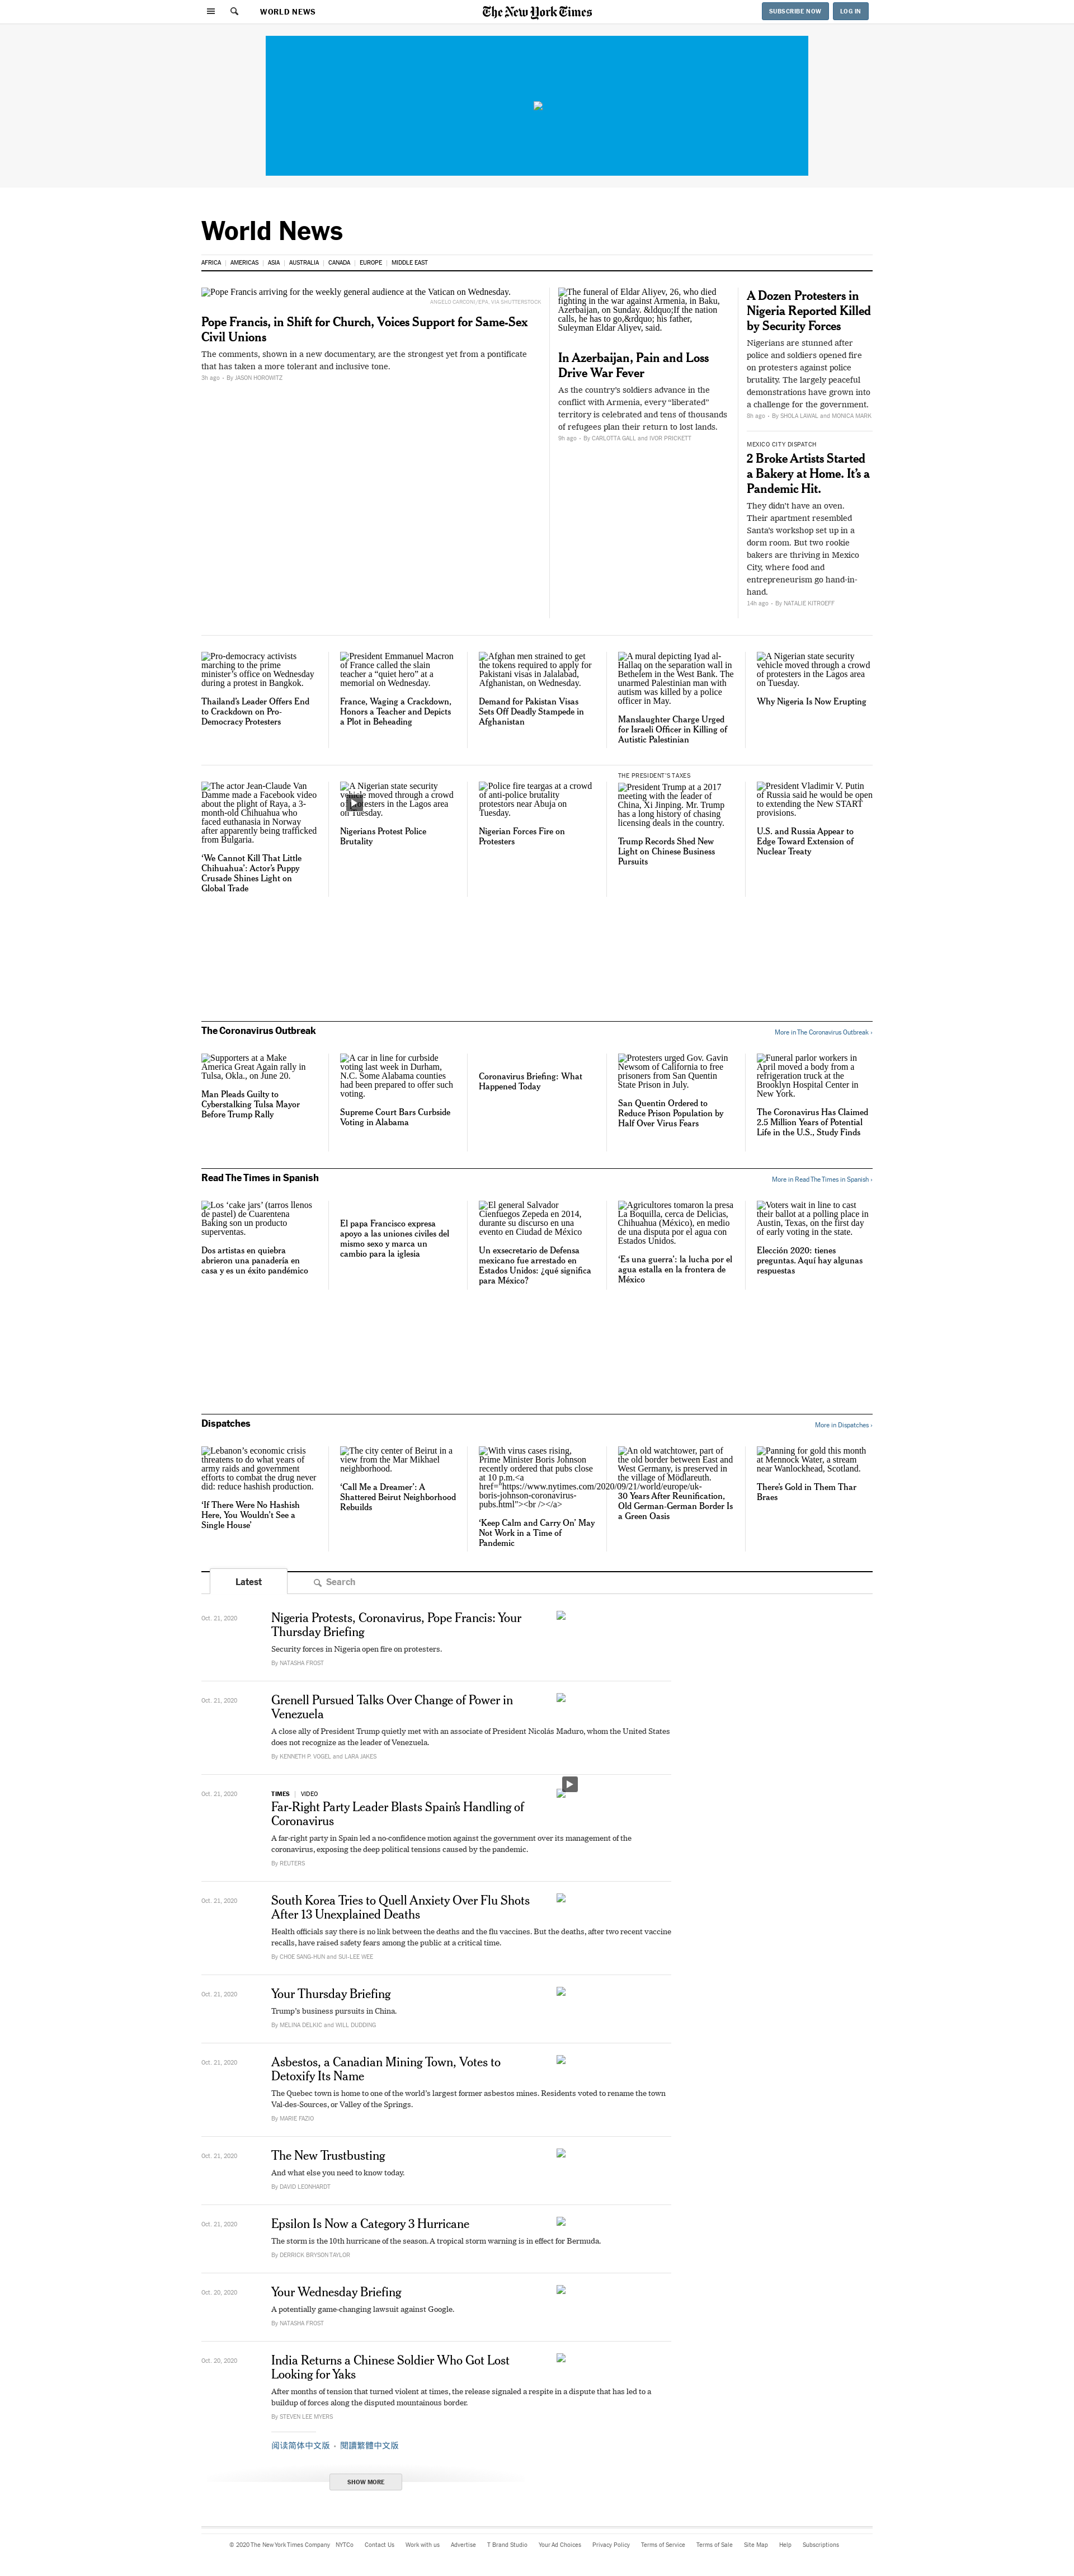 WORLD NEWS
The New York Times
SUBSCRIBE NOW
LOG IN
World News
AFRICA
AMERICAS
ASIA
AUSTRALIA
CANADA
EUROPE
MIDDLE EAST
Pope Francis arriving for the weekly general audience at the Vatican on Wednesday.
ANGELO CARCONI/EPA, VIA SHUTTERSTOCK
Pope Francis, in Shift for Church, Voices Support for Same-Sex
Civil Unions
The comments, shown in a new documentary, are the strongest yet from a pontificate
that has taken a more tolerant and inclusive tone.
3h ago · By JASON HOROWITZ
The funeral of Eldar Aliyev, 26, who died
fighting in the war against Armenia, in Baku,
Azerbaijan, on Sunday. &ldquo;If the nation
calls, he has to go,&rdquo; his father,
Suleyman Eldar Aliyev, said.
In Azerbaijan, Pain and Loss
Drive War Fever
As the country's soldiers advance in the
conflict with Armenia, every “liberated”
territory is celebrated and tens of thousands
of refugees plan their return to lost lands.
9h ago · By CARLOTTA GALL and IVOR PRICKETT
A Dozen Protesters in
Nigeria Reported Killed
by Security Forces
Nigerians are stunned after
police and soldiers opened fire
on protesters against police
brutality. The largely peaceful
demonstrations have grown into
a challenge for the government.
8h ago · By SHOLA LAWAL and MONICA MARK
MEXICO CITY DISPATCH
2 Broke Artists Started
a Bakery at Home. It’s a
Pandemic Hit.
They didn't have an oven.
Their apartment resembled
Santa’s workshop set up in a
dorm room. But two rookie
bakers are thriving in Mexico
City, where food and
entrepreneurism go hand-in-
hand.
14h ago · By NATALIE KITROEFF
Pro-democracy activists
marching to the prime
minister’s office on Wednesday
during a protest in Bangkok.
Thailand’s Leader Offers End
to Crackdown on Pro-
Democracy Protesters
President Emmanuel Macron
of France called the slain
teacher a “quiet hero” at a
memorial on Wednesday.
France, Waging a Crackdown,
Honors a Teacher and Depicts
a Plot in Beheading
Afghan men strained to get
the tokens required to apply for
Pakistani visas in Jalalabad,
Afghanistan, on Wednesday.
Demand for Pakistan Visas
Sets Off Deadly Stampede in
Afghanistan
A mural depicting Iyad al-
Hallaq on the separation wall in
Bethelem in the West Bank. The
unarmed Palestinian man with
autism was killed by a police
officer in May.
Manslaughter Charge Urged
for Israeli Officer in Killing of
Autistic Palestinian
A Nigerian state security
vehicle moved through a crowd
of protesters in the Lagos area
on Tuesday.
Why Nigeria Is Now Erupting
The actor Jean-Claude Van
Damme made a Facebook video
about the plight of Raya, a 3-
month-old Chihuahua who
faced euthanasia in Norway
after apparently being trafficked
from Bulgaria.
‘We Cannot Kill That Little
Chihuahua’: Actor’s Puppy
Crusade Shines Light on
Global Trade
A Nigerian state security
vehicle moved through a crowd
protesters in the Lagos area
on Tuesday.
Nigerians Protest Police
Brutality
Police fire teargas at a crowd
of anti-police brutality
protestors near Abuja on
Tuesday.
Nigerian Forces Fire on
Protesters
THE PRESIDENT’S TAXES
President Trump at a 2017
meeting with the leader of
China, Xi Jinping. Mr. Trump
has a long history of chasing
licensing deals in the country.
Trump Records Shed New
Light on Chinese Business
Pursuits
President Vladimir V. Putin
of Russia said he would be open
to extending the New START
provisions.
U.S. and Russia Appear to
Edge Toward Extension of
Nuclear Treaty
The Coronavirus Outbreak
More in The Coronavirus Outbreak ›
Supporters at a Make
America Great Again rally in
Tulsa, Okla., on June 20.
Man Pleads Guilty to
Cyberstalking Tulsa Mayor
Before Trump Rally
A car in line for curbside
voting last week in Durham,
N.C. Some Alabama counties
had been prepared to offer such
voting.
Supreme Court Bars Curbside
Voting in Alabama
Coronavirus Briefing: What
Happened Today
Protesters urged Gov. Gavin
Newsom of California to free
prisoners from San Quentin
State Prison in July.
San Quentin Ordered to
Reduce Prison Population by
Half Over Virus Fears
Funeral parlor workers in
April moved a body from a
refrigeration truck at the
Brooklyn Hospital Center in
New York.
The Coronavirus Has Claimed
2.5 Million Years of Potential
Life in the U.S., Study Finds
Read The Times in Spanish
More in Read The Times in Spanish ›
Los ‘cake jars’ (tarros llenos
de pastel) de Cuarentena
Baking son un producto
superventas.
Dos artistas en quiebra
abrieron una panadería en
casa y es un éxito pandémico
El papa Francisco expresa
apoyo a las uniones civiles del
mismo sexo y marca un
cambio para la iglesia
El general Salvador
Cienfuegos Zepeda en 2014,
durante su discurso en una
evento en Ciudad de México
Un exsecretario de Defensa
mexicano fue arrestado en
Estados Unidos: ¿qué significa
para México?
Agricultores tomaron la presa
La Boquilla, cerca de Delicias,
Chihuahua (México), en medio
de una disputa por el agua con
Estados Unidos.
‘Es una guerra’: la lucha por el
agua estalla en la frontera de
México
Voters wait in line to cast
their ballot at a polling place in
Austin, Texas, on the first day
of early voting in the state.
Elección 2020: tienes
preguntas. Aquí hay algunas
respuestas
Dispatches
More in Dispatches ›
Lebanon’s economic crisis
threatens to do what years of
army raids and government
efforts to combat the drug never
did: reduce hashish production.
‘If There Were No Hashish
Here, You Wouldn’t See a
Single House’
The city center of Beirut in a
view from the Mar Mikhael
neighborhood.
‘Call Me a Dreamer’: A
Shattered Beirut Neighborhood
Rebuilds
With virus cases rising,
Prime Minister Boris Johnson
recently ordered that pubs close
at 10 p.m.<a
href="https://www.nytimes.com/2020/09/21/world/europe/uk-
boris-johnson-coronavirus-
pubs.html"><br /></a>
‘Keep Calm and Carry On’ May
Not Work in a Time of
Pandemic
An old watchtower, part of
the old border between East and
West Germany, is preserved in
the village of Mödlareuth.
30 Years After Reunification,
Old German-German Border Is
a Green Oasis
Panning for gold this month
at Mennock Water, a stream
near Wanlockhead, Scotland.
There’s Gold in Them Thar
Braes
Latest
Search
Oct. 21, 2020
Nigeria Protests, Coronavirus, Pope Francis: Your
Thursday Briefing
Security forces in Nigeria open fire on protesters.
By NATASHA FROST
Oct. 21, 2020
Grenell Pursued Talks Over Change of Power in
Venezuela
A close ally of President Trump quietly met with an associate of President Nicolás Maduro, whom the United States
does not recognize as the leader of Venezuela.
By KENNETH P. VOGEL and LARA JAKES
Oct. 21, 2020
TIMES | VIDEO
Far-Right Party Leader Blasts Spain’s Handling of
Coronavirus
A far-right party in Spain led a no-confidence motion against the government over its management of the
coronavirus, exposing the deep political tensions caused by the pandemic.
By REUTERS
Oct. 21, 2020
South Korea Tries to Quell Anxiety Over Flu Shots
After 13 Unexplained Deaths
Health officials say there is no link between the deaths and the flu vaccines. But the deaths, after two recent vaccine
recalls, have raised safety fears among the public at a critical time.
By CHOE SANG-HUN and SUI-LEE WEE
Oct. 21, 2020
Your Thursday Briefing
Trump’s business pursuits in China.
By MELINA DELKIC and WILL DUDDING
Oct. 21, 2020
Asbestos, a Canadian Mining Town, Votes to
Detoxify Its Name
The Quebec town is home to one of the world’s largest former asbestos mines. Residents voted to rename the town
Val-des-Sources, or Valley of the Springs.
By MARIE FAZIO
Oct. 21, 2020
The New Trustbusting
And what else you need to know today.
By DAVID LEONHARDT
Oct. 21, 2020
Epsilon Is Now a Category 3 Hurricane
The storm is the 10th hurricane of the season. A tropical storm warning is in effect for Bermuda.
By DERRICK BRYSON TAYLOR
Oct. 20, 2020
Your Wednesday Briefing
A potentially game-changing lawsuit against Google.
By NATASHA FROST
Oct. 20, 2020
India Returns a Chinese Soldier Who Got Lost
Looking for Yaks
After months of tension that turned violent at times, the release signaled a respite in a dispute that has led to a
buildup of forces along the disputed mountainous border.
By STEVEN LEE MYERS
阅读简体中文版 · 閱讀繁體中文版
SHOW MORE
© 2020 The New York Times Company
NYTCo
Contact Us
Work with us
Advertise
T Brand Studio
Your Ad Choices
Privacy Policy
Terms of Service
Terms of Sale
Site Map
Help
Subscriptions